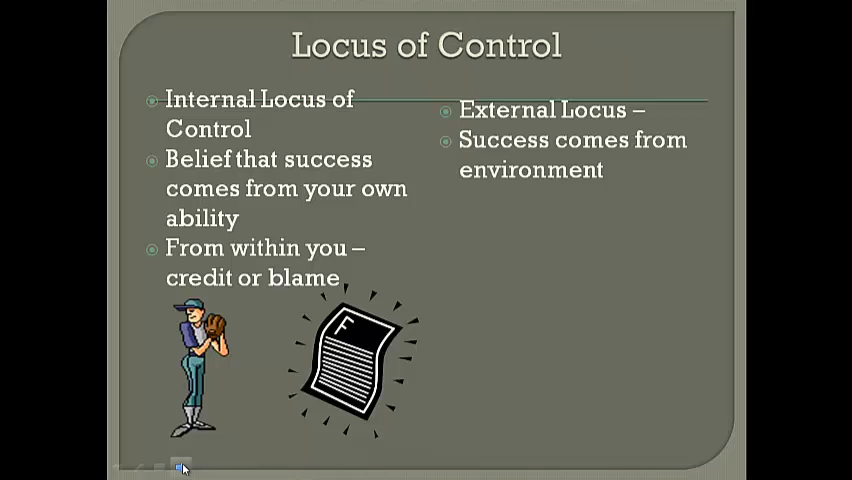 Locus of Control
Internal Locus of
Control
Belief that success
comes from your own
ability
From within you –
credit or blame
External Locus –
Success comes from
environment
F